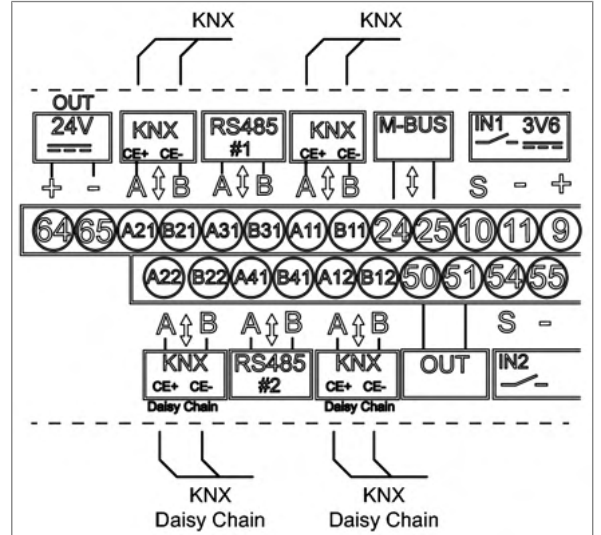 KNX KNX
OUT
24V KNX RS485 KNX M-BUS IN1 3V6
CE+ CE- #1 CE+ CE-
+ - A B A B A B S - +
64 65 A21 B21 A31 B31 A11 B11 24 25 10 11 9
A22 B22 A41 B41 A12 B12 50 51 54 55
A B A B A B S -
KNX RS485 KNX OUT IN2
CE+ CE- #2 CE+ CE-
Daisy Chain Daisy Chain
KNX KNX
Daisy Chain Daisy Chain